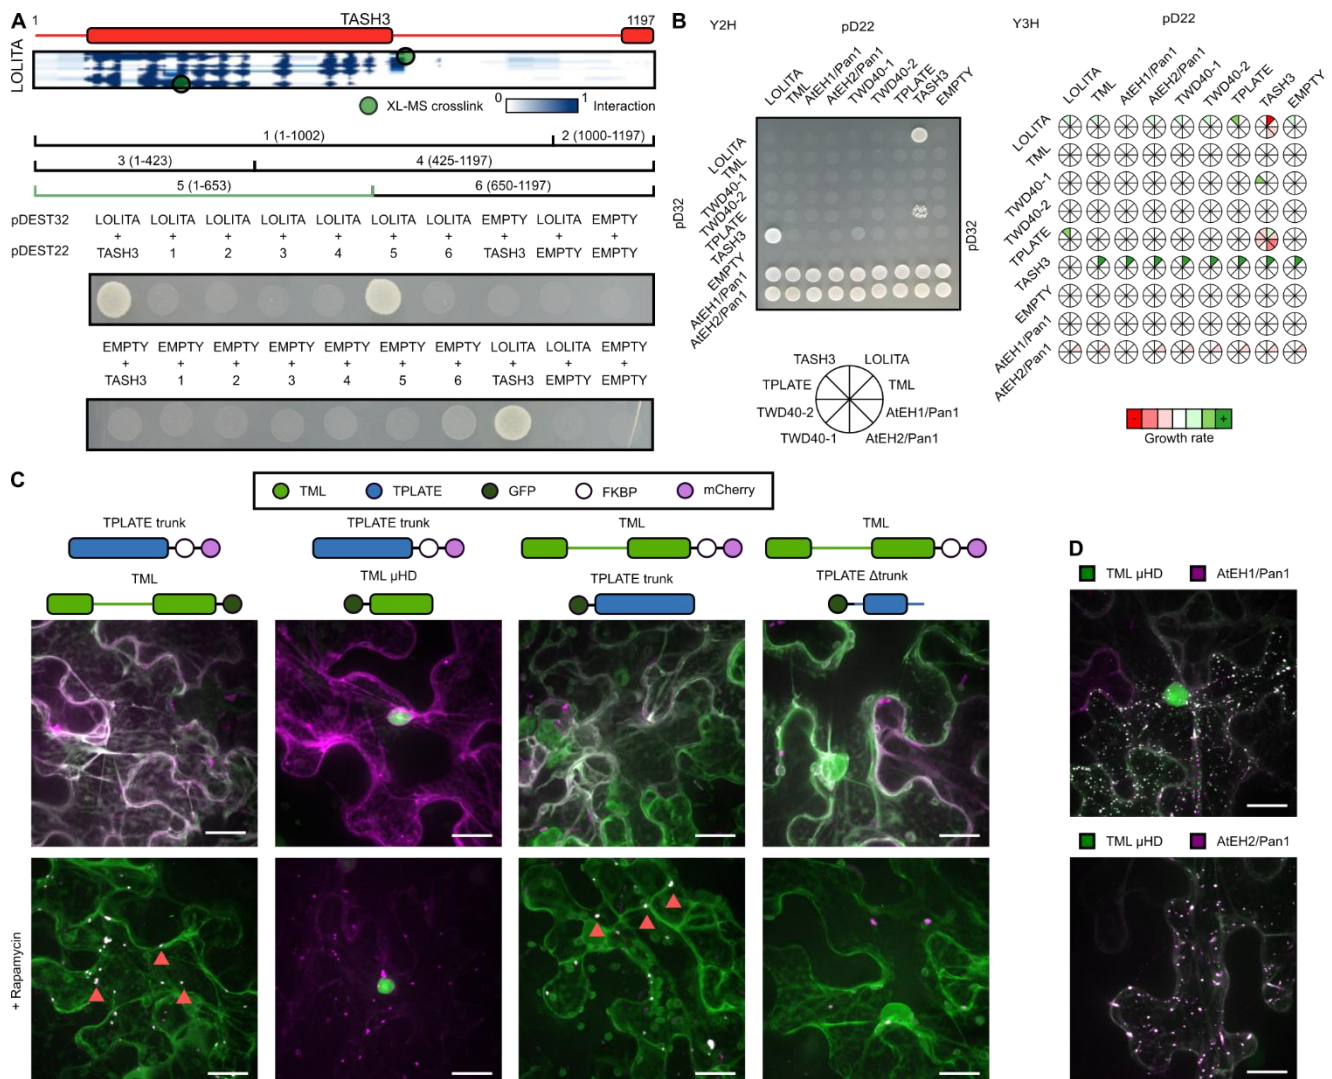 A
1
TASH3
1197
LOLITA
XL-MS crosslink
0
1
Interaction
1 (1-1002)
2 (1000-1197)
3 (1-423)
4 (425-1197)
5 (1-653)
6 (650-1197)
pDEST32
LOLITA LOLITA LOLITA LOLITA LOLITA LOLITA LOLITA EMPTY LOLITA EMPTY
+ + + + + + + + + +
pDEST22
TASH3 1 2 3 4 5 6 TASH3 EMPTY EMPTY
EMPTY EMPTY EMPTY EMPTY EMPTY EMPTY EMPTY LOLITA LOLITA EMPTY
+ + + + + + + + + +
TASH3 1 2 3 4 5 6 TASH3 EMPTY EMPTY
B
Y2H
pD22
LOLITA
TML
AtEH1/Pan1
AtEH2/Pan1
TWD40-1
TWD40-2
TPLATE
TASH3
EMPTY
pD32
LOLITA
TML
TWD40-1
TWD40-2
TPLATE
TASH3
EMPTY
AtEH1/Pan1
AtEH2/Pan1
TASH3
LOLITA
TPLATE
TML
TWD40-2
AtEH1/Pan1
TWD40-1
AtEH2/Pan1
Y3H
pD22
LOLITA
TML
AtEH1/Pan1
AtEH2/Pan1
TWD40-1
TWD40-2
TPLATE
TASH3
EMPTY
pD32
LOLITA
TML
TWD40-1
TWD40-2
TPLATE
TASH3
EMPTY
AtEH1/Pan1
AtEH2/Pan1
-
+
Growth rate
C
TML
TPLATE
GFP
FKBP
mCherry
TPLATE trunk
TML
TPLATE trunk
TML µHD
TML
TPLATE trunk
TML
TPLATE Δtrunk
+ Rapamycin
D
TML µHD
AtEH1/Pan1
TML µHD
AtEH2/Pan1